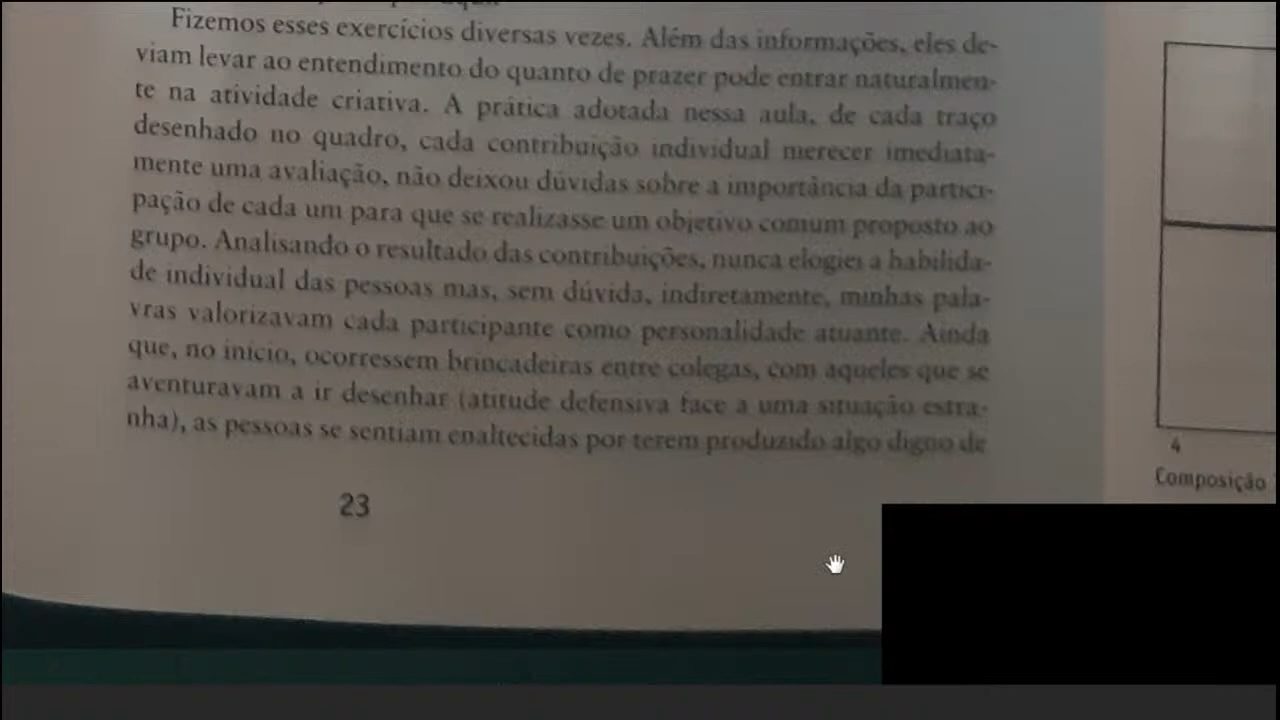 Fizemos esses exercícios diversas vezes. Além das informações, eles de-
viam levar ao entendimento do quanto de prazer pode entrar naturalmen-
te na atividade criativa. A prática adotada nessa aula, de cada traço
desenhado no quadro, cada contribuição individual merecer imediata-
mente uma avaliação, não deixou dúvidas sobre a importância da partici-
pação de cada um para que se realizasse um objetivo comum proposto ao
grupo. Analisando o resultado das contribuições, nunca elogiei a habilida-
de individual das pessoas mas, sem dúvida, indiretamente, minhas pala-
vras valorizavam cada participante como personalidade atuante. Ainda
que, no início, ocorressem brincadeiras entre colegas, com aqueles que se
aventuravam a ir desenhar (atitude defensiva face a uma situação estra-
nha), as pessoas se sentiam enaltecidas por terem produzido algo digno de
23
4
Composição